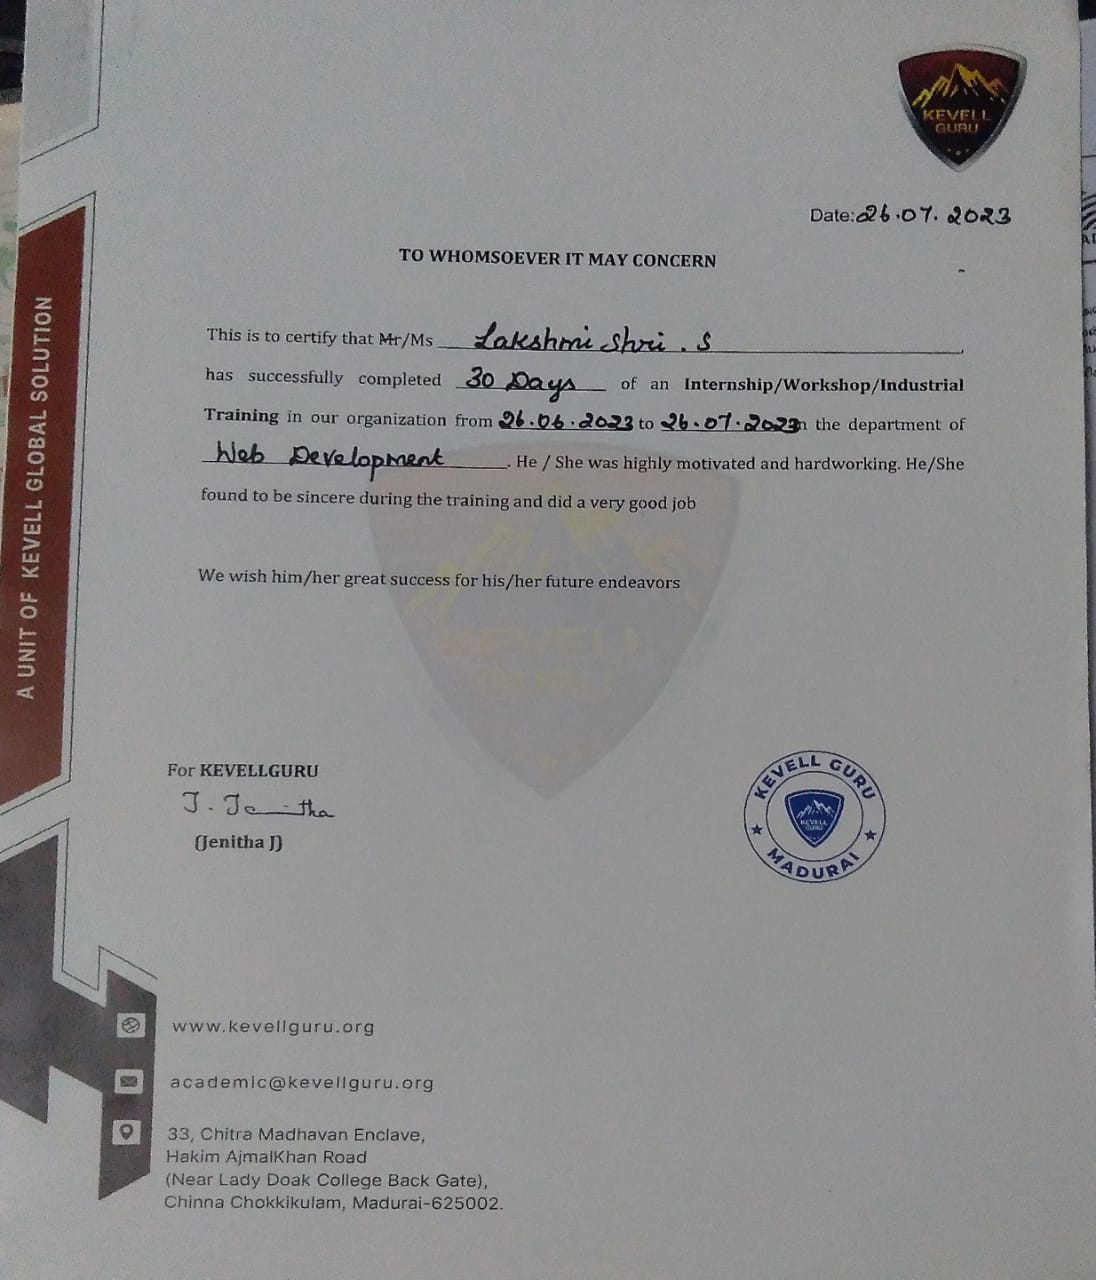 KEVELL
GURU
Date: 26.07.2023
TO WHOMSOEVER IT MAY CONCERN
This is to certify that Mr/Ms Lakshmi Shri . S
has successfully completed 30 Days of an Internship/Workshop/Industrial
Training in our organization from 26.06.2023 to 26.07.2023n the department of
Web Development. He / She was highly motivated and hardworking. He/She
found to be sincere during the training and did a very good job
We wish him/her great success for his/her future endeavors
KEVELL
GURU
A UNIT OF KEVELL GLOBAL SOLUTION
For KEVELLGURU
(Jenitha J)
KEVELL GURU
KEVELL
GURU
MADURAI
www.kevellguru.org
academic@kevellguru.org
33, Chitra Madhavan Enclave,
Hakim AjmalKhan Road
(Near Lady Doak College Back Gate),
Chinna Chokkikulam, Madurai-625002.